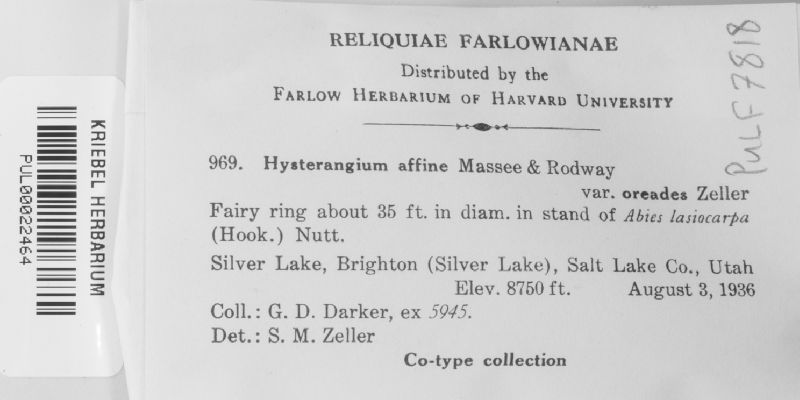 RELIQUIAE FARLOWIANAE
Distributed by the
FARLOW HERBARIUM OF HARVARD UNIVERSITY
969. Hysterangium affine Massee & Rodway
var. oreades Zeller
Fairy ring about 35 ft. in diam. in stand of Abies lasiocarpa
(Hook.) Nutt.
Silver Lake, Brighton (Silver Lake), Salt Lake Co., Utah
Elev. 8750 ft. August 3, 1936
Coll.: G. D. Darker, ex 5945.
Det.: S. M. Zeller
Co-type collection
PULF7818
KRIEBEL HERBARIUM
PUL00022464